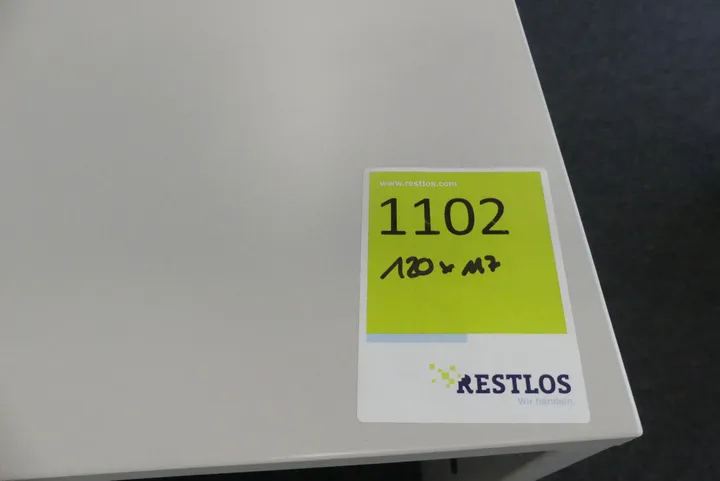 www.restlos.com
1102
120 x 117
RESTLOS
Wir handeln